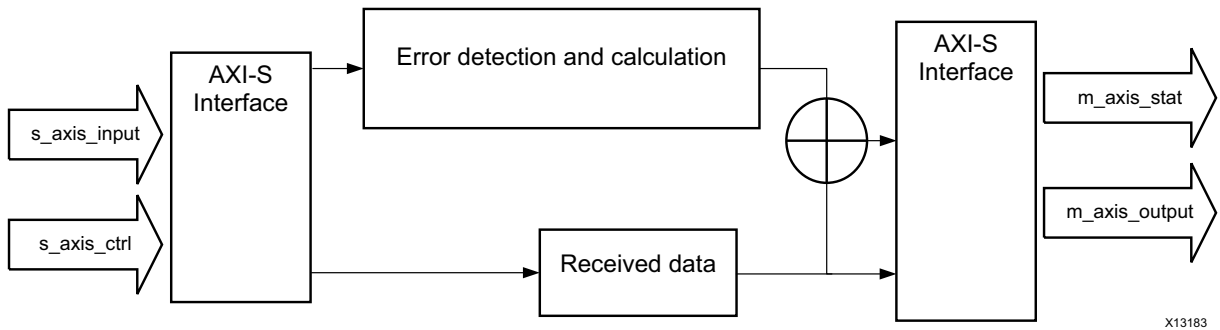 Error detection and calculation
AXI-S
Interface
AXI-S
Interface
s_axis_input
s_axis_ctrl
Received data
m_axis_stat
m_axis_output
X13183